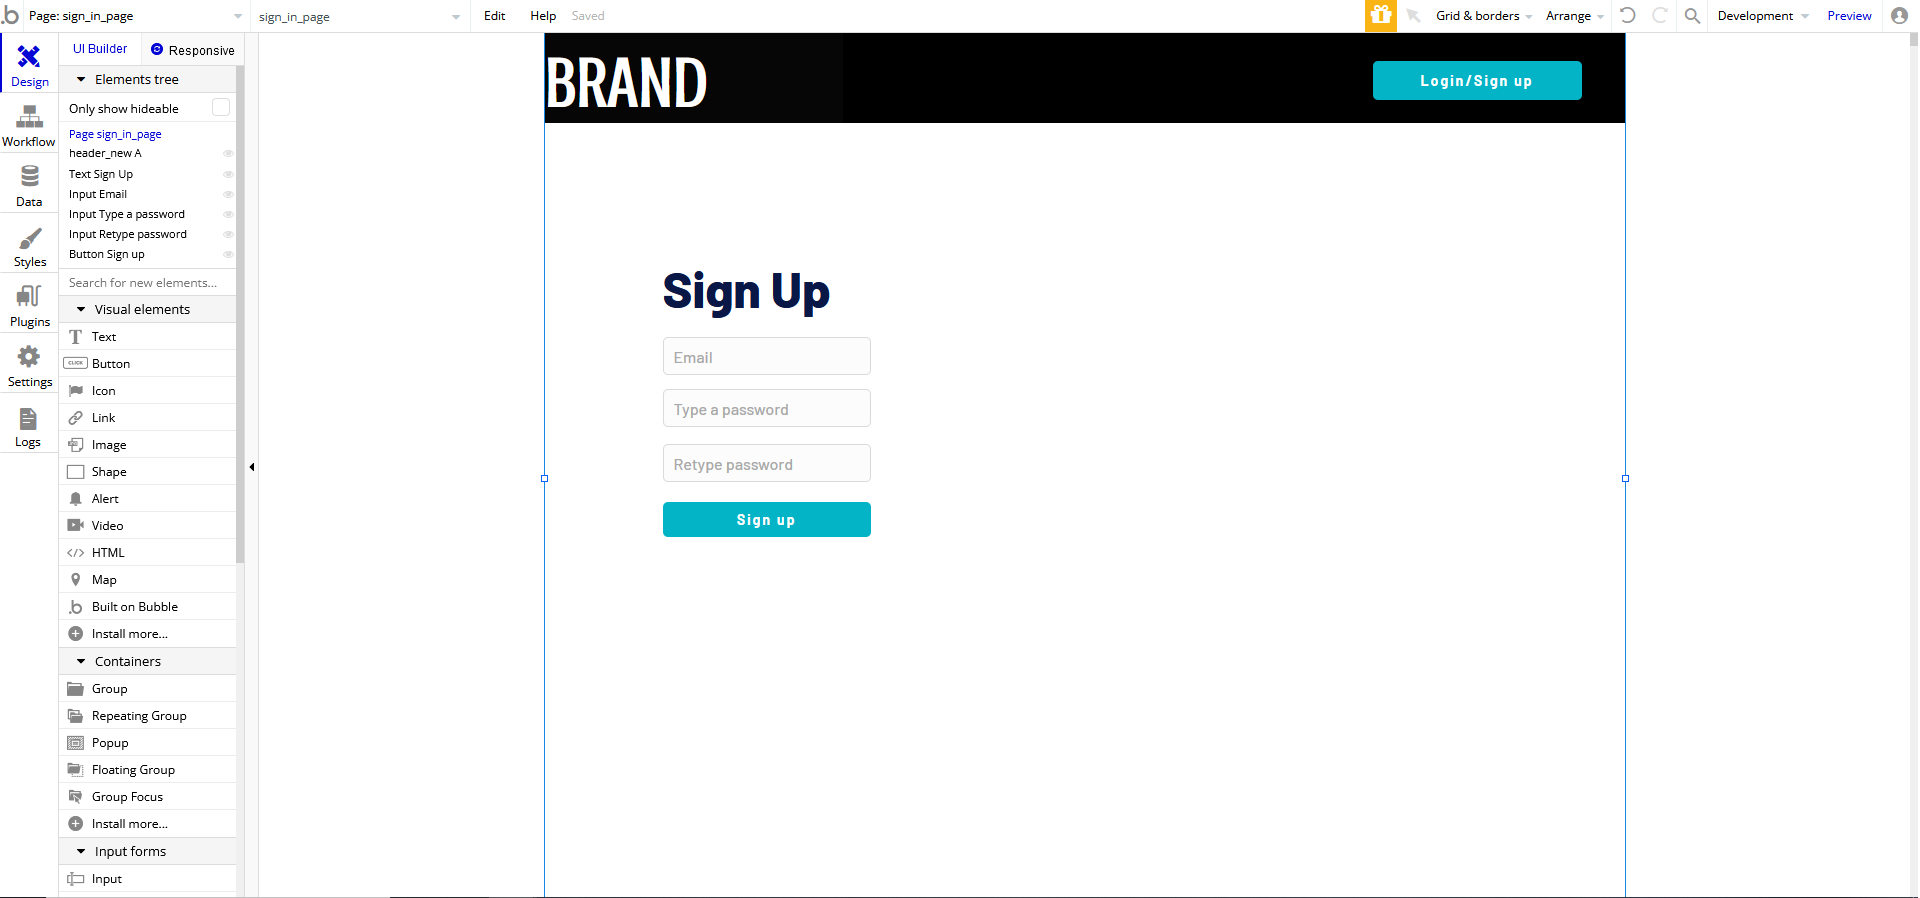 Page: sign_in_page
sign_in_page
Edit
Help
Saved
Grid & borders
Arrange
Development
Preview
Design
Workflow
Data
Styles
Plugins
Settings
Logs
UI Builder
Responsive
Elements tree
Only show hideable
Page sign_in_page
header_new A
Text Sign Up
Input Email
Input Type a password
Input Retype password
Button Sign up
Search for new elements...
Visual elements
Text
CLICK Button
Icon
Link
Image
Shape
Alert
Video
</> HTML
Map
.b Built on Bubble
Install more...
Containers
Group
Repeating Group
Popup
Floating Group
Group Focus
Install more...
Input forms
Input
BRAND
Login/Sign up
Sign Up
Email
Type a password
Retype password
Sign up